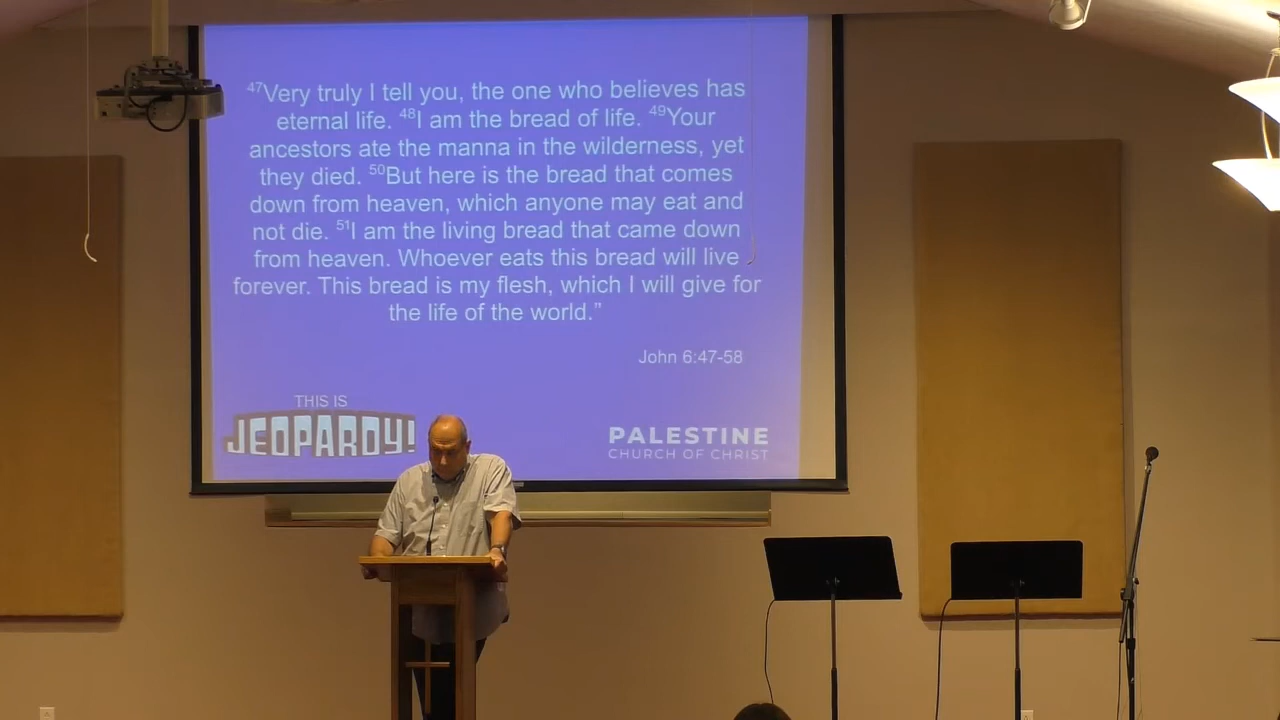 ⁴⁷Very truly I tell you, the one who believes has
eternal life. ⁴⁸I am the bread of life. ⁴⁹Your
ancestors ate the manna in the wilderness, yet
they died. ⁵⁰But here is the bread that comes
down from heaven, which anyone may eat and
not die. ⁵¹I am the living bread that came down
from heaven. Whoever eats this bread will live
forever. This bread is my flesh, which I will give for
the life of the world.”
John 6:47-58
THIS IS
JEOPARDY!
PALESTINE
CHURCH OF CHRIST